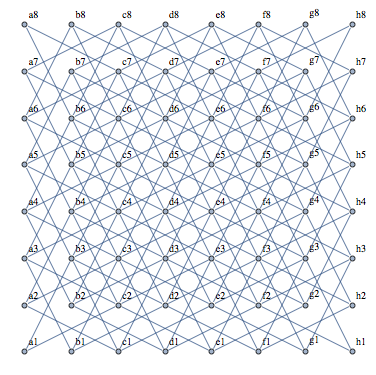 a8 b8 c8 d8 e8 f8 g8 h8
a7 b7 c7 d7 e7 f7 g7 h7
a6 b6 c6 d6 e6 f6 g6 h6
a5 b5 c5 d5 e5 f5 g5 h5
a4 b4 c4 d4 e4 f4 g4 h4
a3 b3 c3 d3 e3 f3 g3 h3
a2 b2 c2 d2 e2 f2 g2 h2
a1 b1 c1 d1 e1 f1 g1 h1